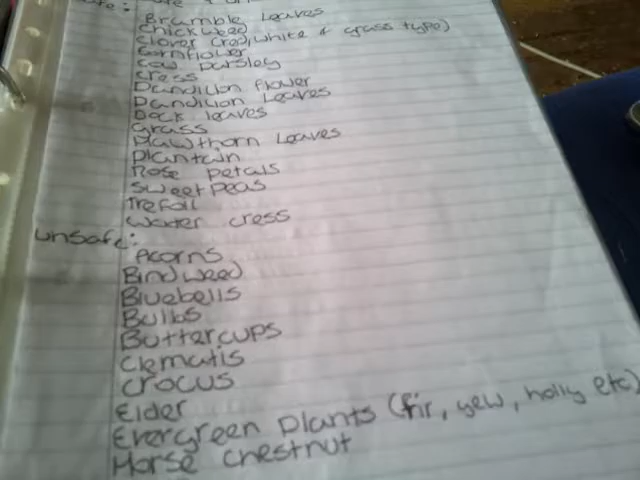 Bramble Leaves
Chickweed
Clover (red, white & grass type)
Cornflower
Cow parsley
Cress
Dandilion flower
Dandilion Leaves
Dock leaves
Grass
Hawthorn Leaves
Plantain
Rose petals
Sweetpeas
Trefoil
Water cress
unsafe:
Acorns
Bindweed
Bluebells
Bulbs
Buttercups
Clematis
Crocus
Elder
Evergreen plants (fir, yew, holly etc)
Horse chestnut